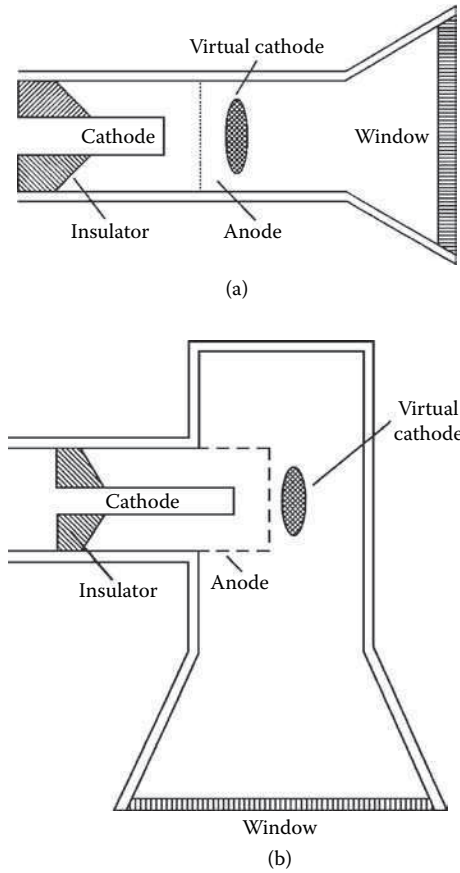 Virtual cathode
Cathode
Window
Insulator
Anode
(a)
Virtual
cathode
Cathode
Insulator
Anode
Window
(b)